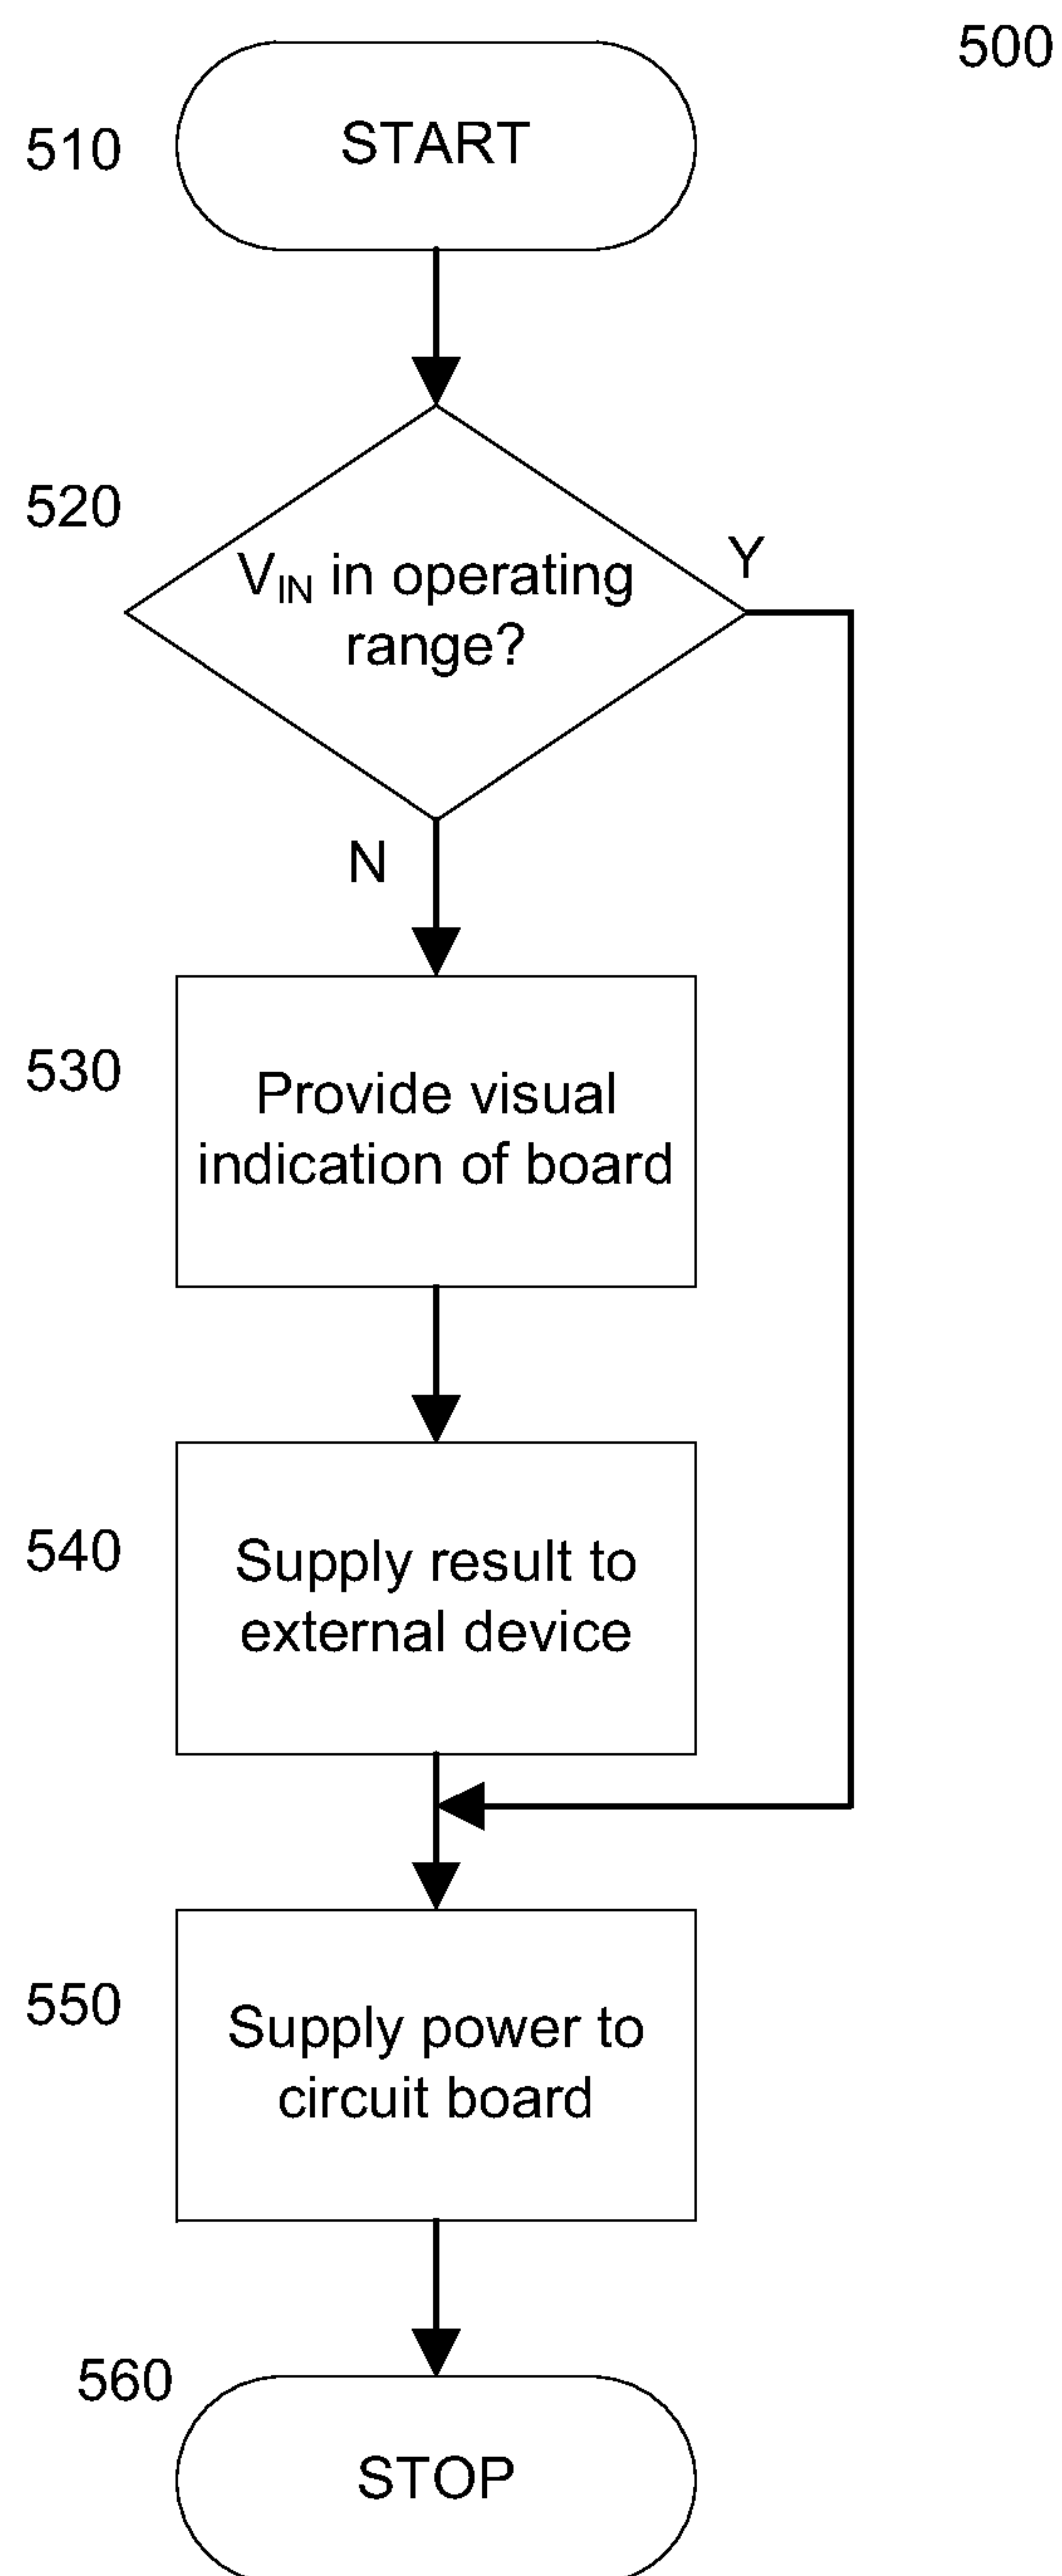 500
510
START
520
V_IN in operating
range?
Y
N
530
Provide visual
indication of board
540
Supply result to
external device
550
Supply power to
circuit board
560
STOP